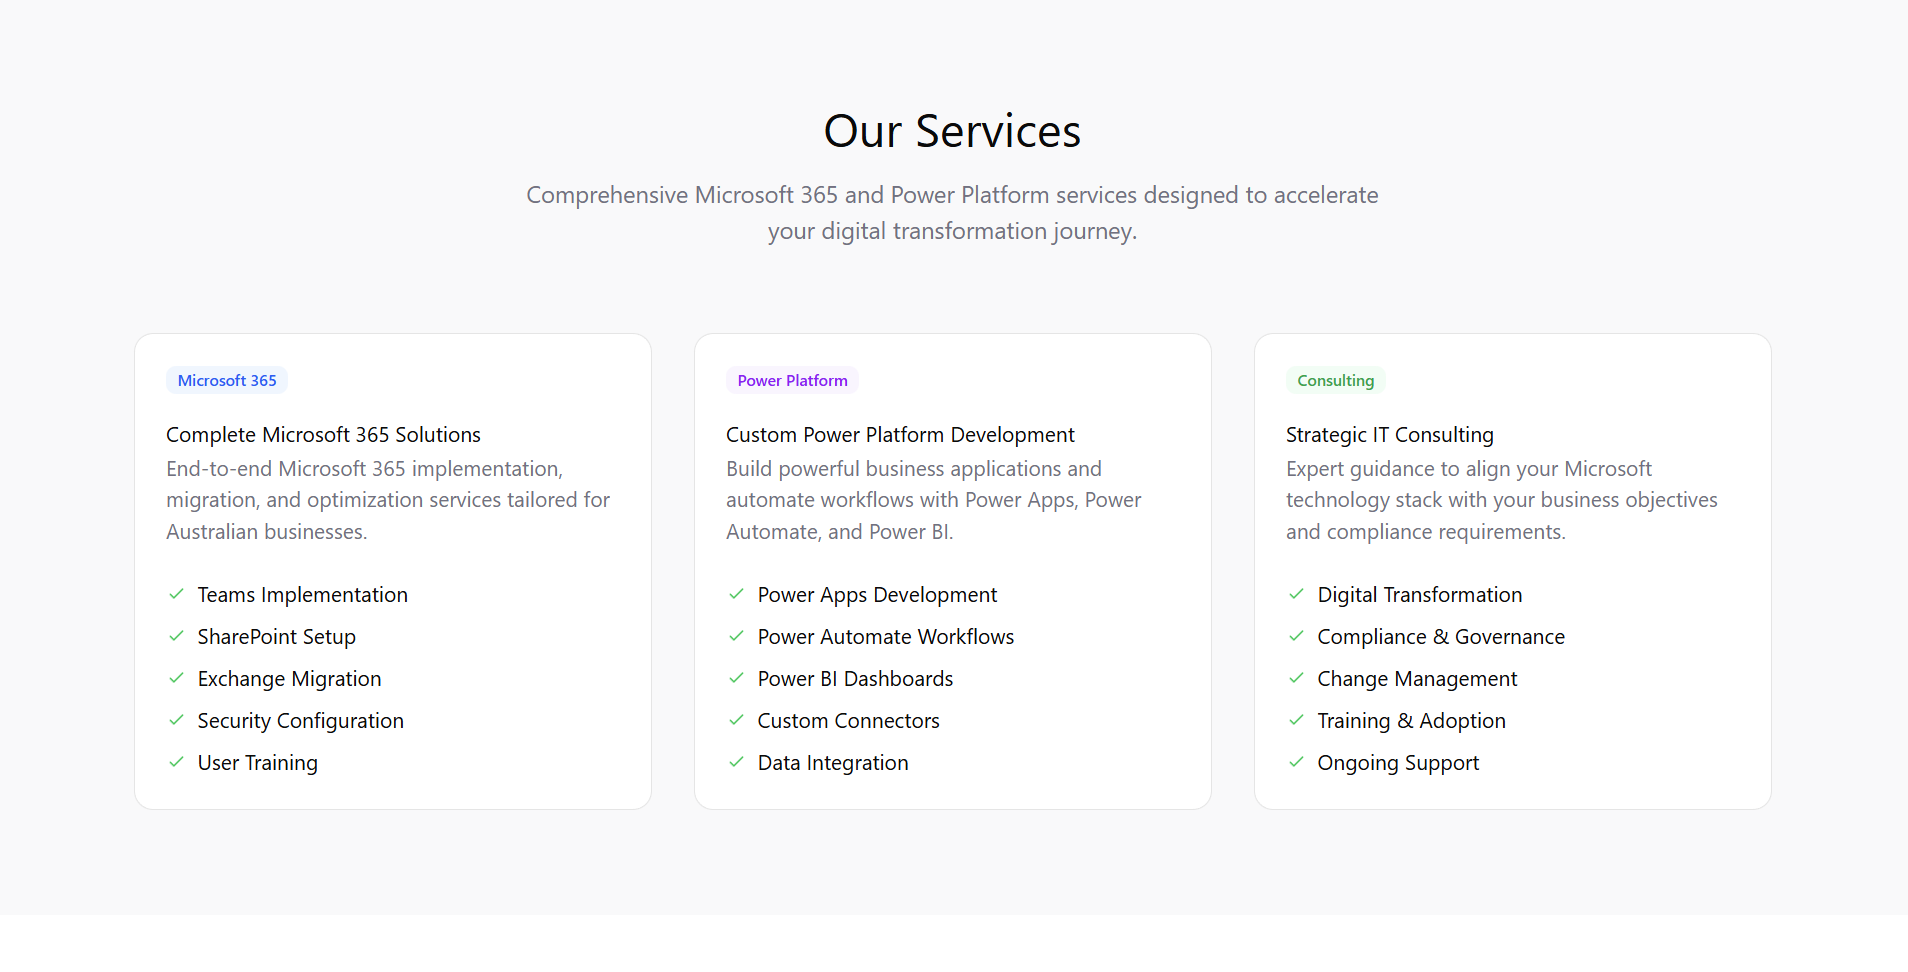 Our Services
Comprehensive Microsoft 365 and Power Platform services designed to accelerate
your digital transformation journey.
Microsoft 365
Complete Microsoft 365 Solutions
End-to-end Microsoft 365 implementation,
migration, and optimization services tailored for
Australian businesses.
Teams Implementation
SharePoint Setup
Exchange Migration
Security Configuration
User Training
Power Platform
Custom Power Platform Development
Build powerful business applications and
automate workflows with Power Apps, Power
Automate, and Power BI.
Power Apps Development
Power Automate Workflows
Power BI Dashboards
Custom Connectors
Data Integration
Consulting
Strategic IT Consulting
Expert guidance to align your Microsoft
technology stack with your business objectives
and compliance requirements.
Digital Transformation
Compliance & Governance
Change Management
Training & Adoption
Ongoing Support